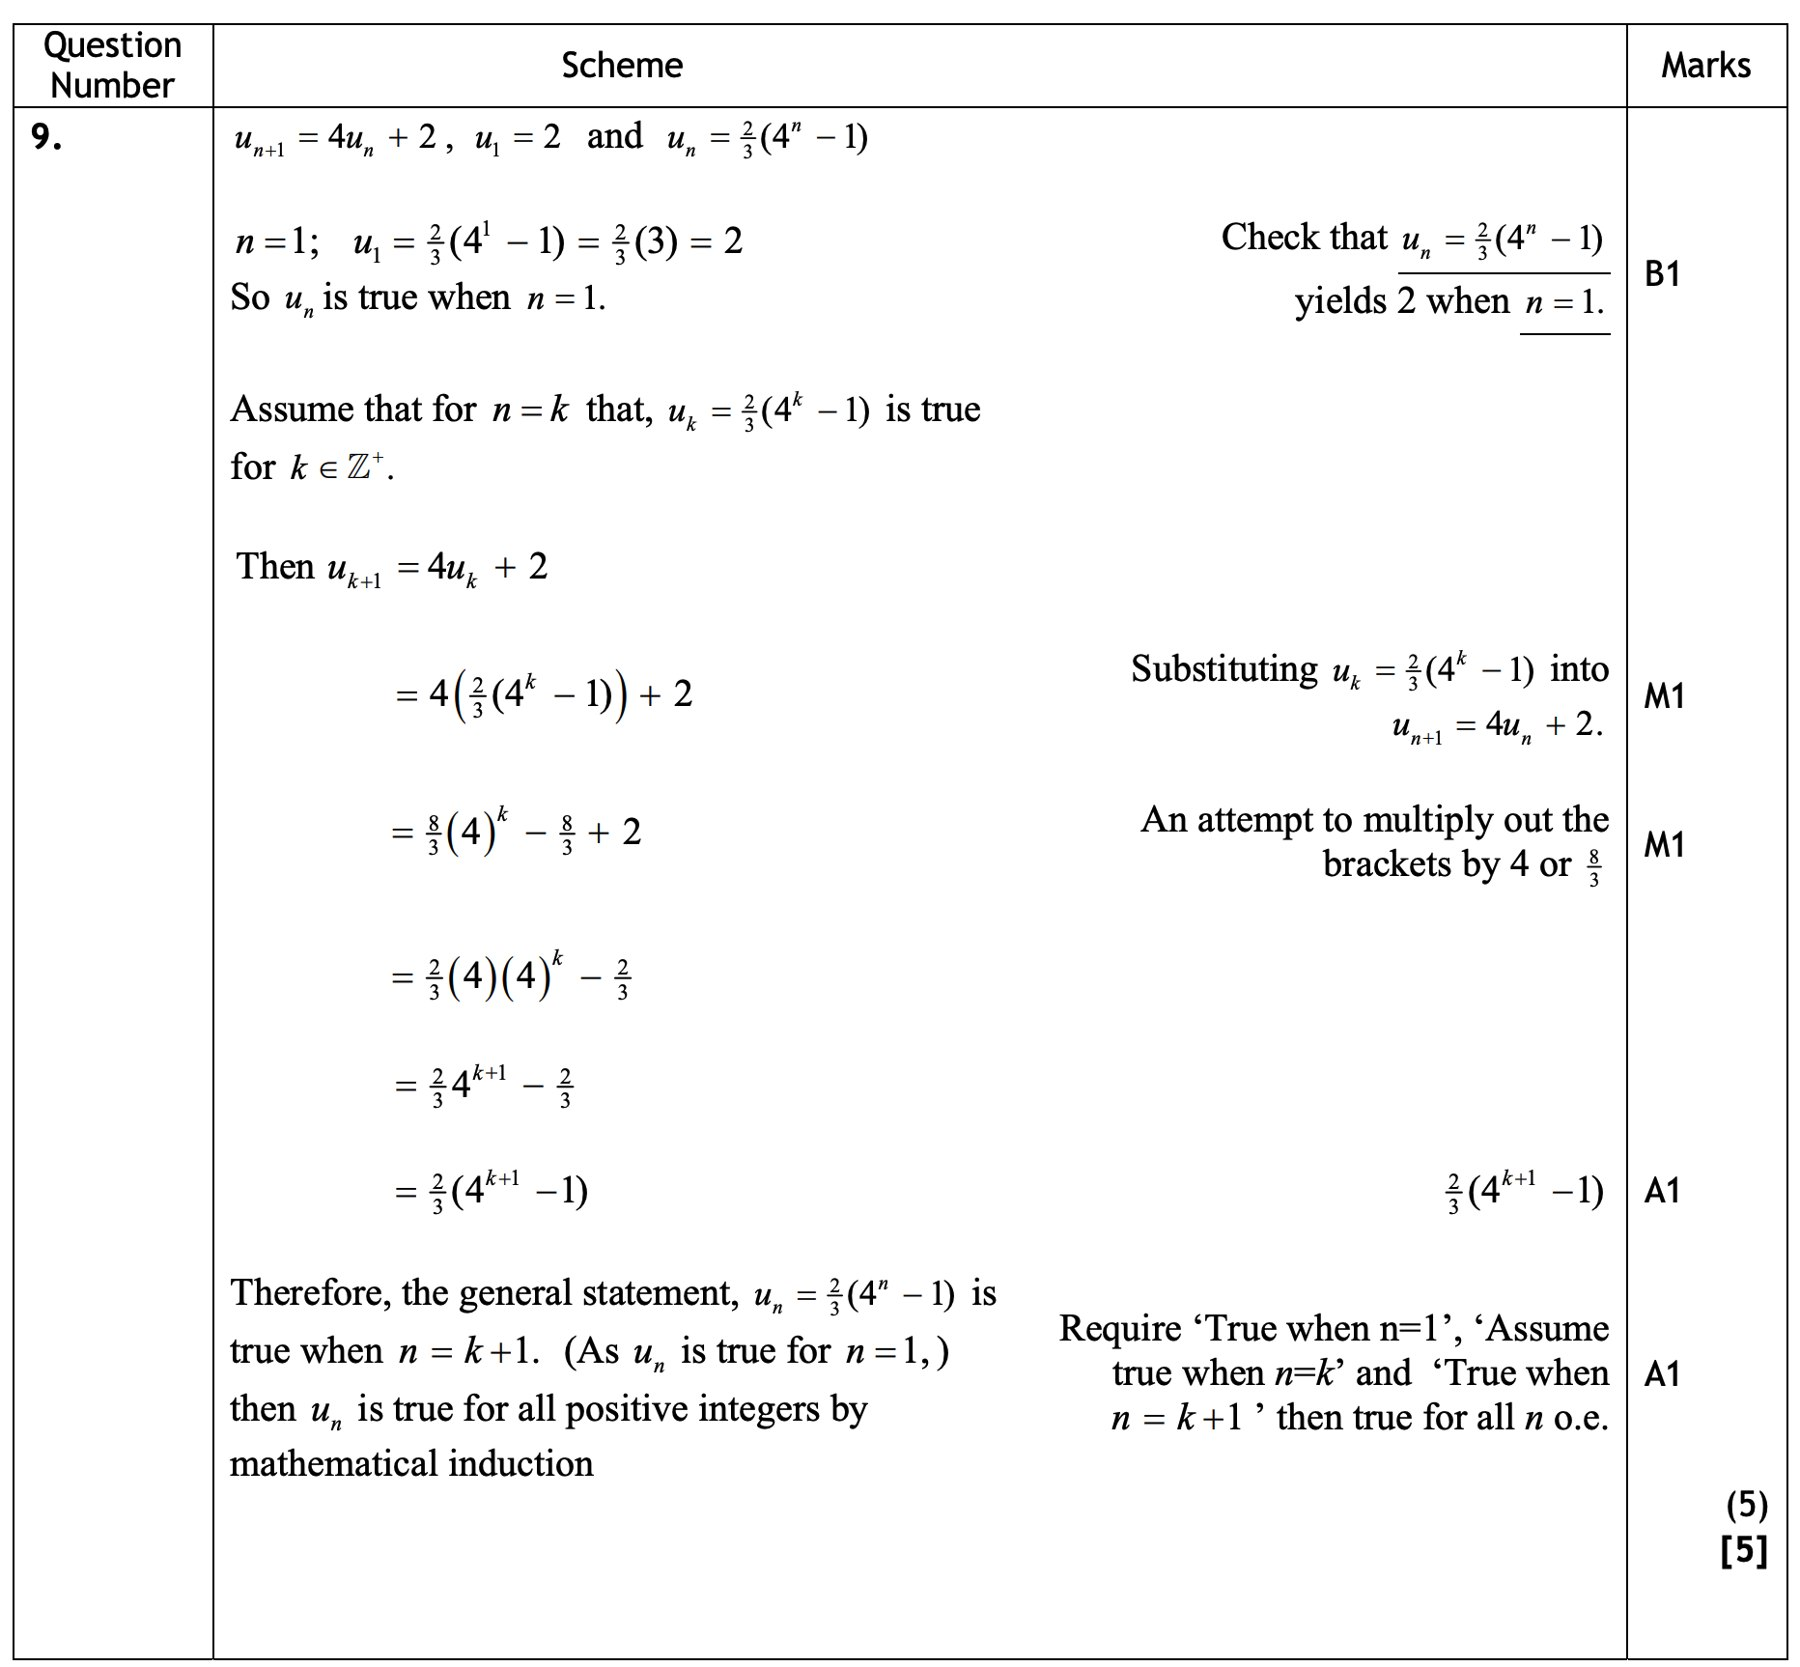 Question Number
Scheme
Marks
9.
u_{n+1} = 4u_n + 2, u_1 = 2 and u_n = 2/3(4^n − 1)
n = 1; u_1 = 2/3(4^1 − 1) = 2/3(3) = 2
So u_n is true when n = 1.
Check that u_n = 2/3(4^n − 1)
yields 2 when n = 1.
B1
Assume that for n = k that, u_k = 2/3(4^k − 1) is true
for k ∈ ℤ^+.
Then u_{k+1} = 4u_k + 2
= 4(2/3(4^k − 1)) + 2
Substituting u_k = 2/3(4^k − 1) into
u_{n+1} = 4u_n + 2.
M1
= 8/3(4)^k − 8/3 + 2
An attempt to multiply out the
brackets by 4 or 8/3
M1
= 2/3(4)(4)^k − 2/3
= 2/3 4^{k+1} − 2/3
= 2/3(4^{k+1} − 1)
2/3(4^{k+1} − 1)
A1
Therefore, the general statement, u_n = 2/3(4^n − 1) is
true when n = k+1. (As u_n is true for n = 1,)
then u_n is true for all positive integers by
mathematical induction
Require ‘True when n=1’, ‘Assume
true when n=k’ and ‘True when
n = k+1 ’ then true for all n o.e.
A1
(5)
[5]